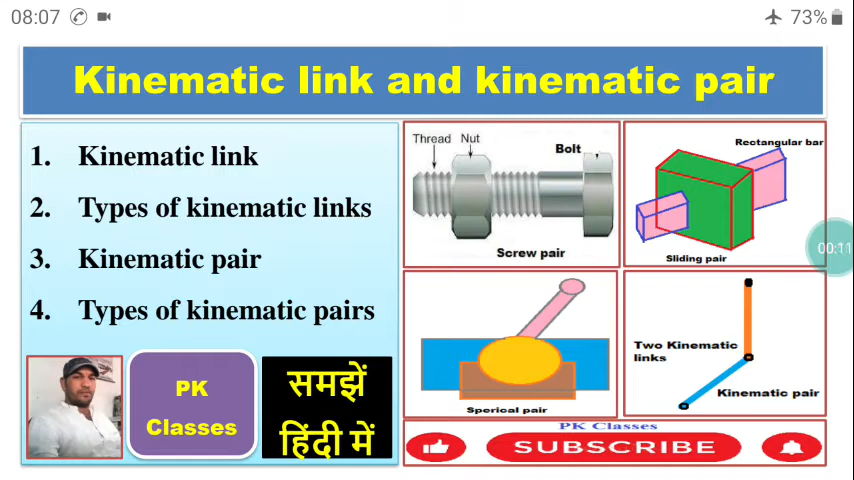 08:07
73%
Kinematic link and kinematic pair
1. Kinematic link
2. Types of kinematic links
3. Kinematic pair
4. Types of kinematic pairs
PK
Classes
समझें
हिंदी में
Thread Nut
Bolt
Screw pair
Rectangular bar
Sliding pair
00:11
Sperical pair
Two Kinematic
links
Kinematic pair
PK Classes
SUBSCRIBE